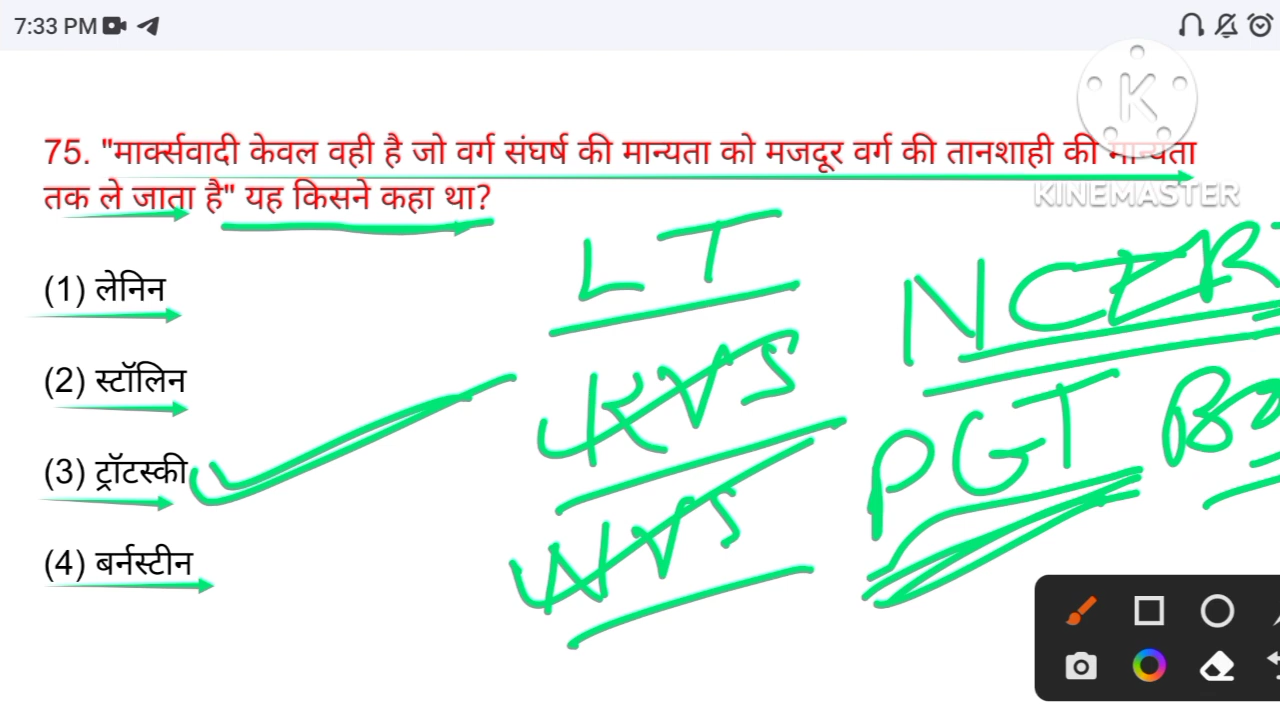 7:33 PM
75. "मार्क्सवादी केवल वही है जो वर्ग संघर्ष की मान्यता को मजदूर वर्ग की तानशाही की मान्यता
तक ले जाता है" यह किसने कहा था?
K
KINEMASTER
(1) लेनिन
(2) स्टॉलिन
(3) ट्रॉटस्की
(4) बर्नस्टीन
LT
KVS
NVS
NCER
PGT